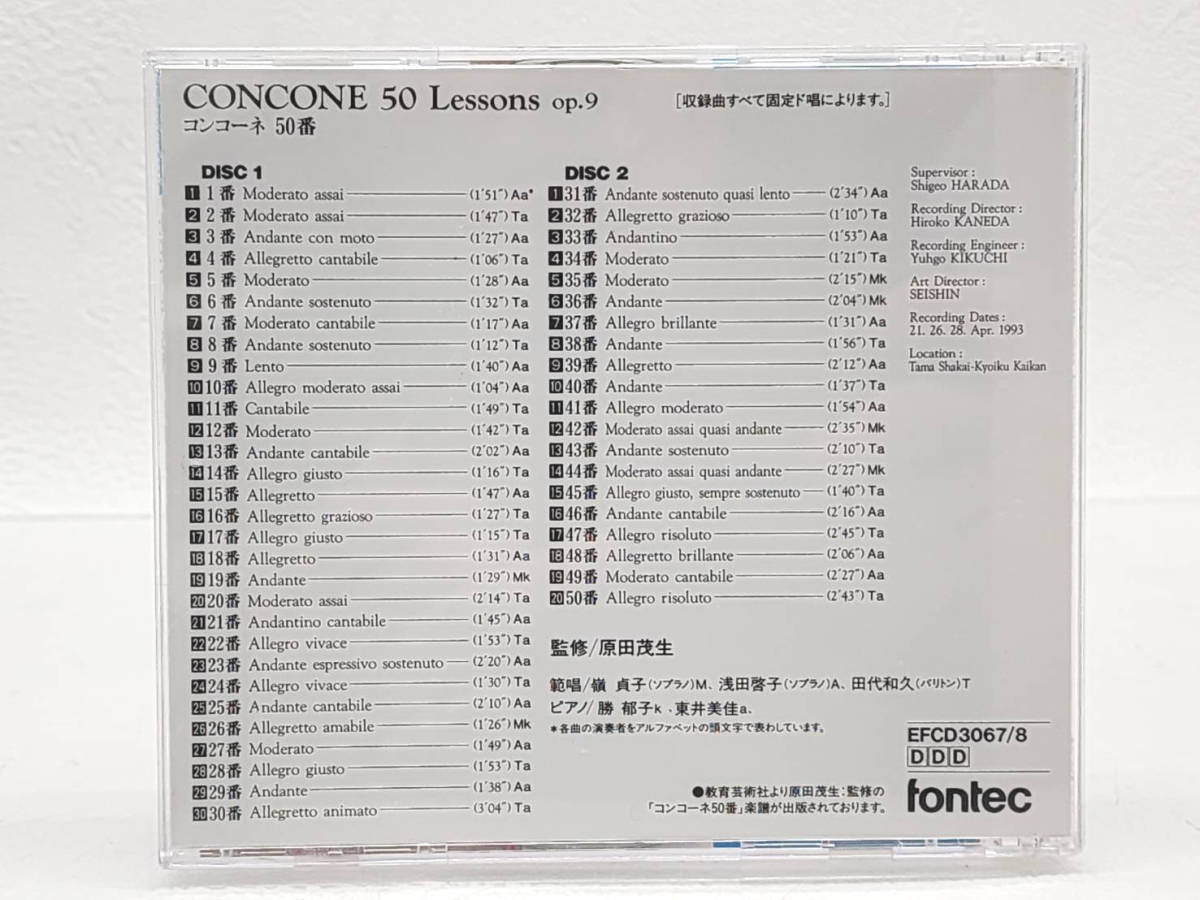 CONCONE 50 Lessons op.9 [収録曲すべて固定ド唱によります。]
コンコーネ 50番
DISC 1
1 1番 Moderato assai (1'51") Aa*
2 2番 Moderato assai (1'47") Ta
3 3番 Andante con moto (1'27") Aa
4 4番 Allegretto cantabile (1'06") Ta
5 5番 Moderato (1'28") Aa
6 6番 Andante sostenuto (1'32") Ta
7 7番 Moderato cantabile (1'17") Aa
8 8番 Andante sostenuto (1'12") Ta
9 9番 Lento (1'40") Aa
10 10番 Allegro moderato assai (1'04") Aa
11 11番 Cantabile (1'49") Ta
12 12番 Moderato (1'42") Ta
13 13番 Andante cantabile (2'02") Aa
14 14番 Allegro giusto (1'16") Ta
15 15番 Allegretto (1'47") Aa
16 16番 Allegretto grazioso (1'27") Ta
17 17番 Allegro giusto (1'15") Ta
18 18番 Allegretto (1'31") Aa
19 19番 Andante (1'29") Mk
20 20番 Moderato assai (2'14") Ta
21 21番 Andantino cantabile (1'45") Aa
22 22番 Allegro vivace (1'53") Ta
23 23番 Andante espressivo sostenuto (2'20") Aa
24 24番 Allegro vivace (1'30") Ta
25 25番 Andante cantabile (2'10") Aa
26 26番 Allegretto amabile (1'26") Mk
27 27番 Moderato (1'49") Aa
28 28番 Allegro giusto (1'53") Ta
29 29番 Andante (1'38") Aa
30 30番 Allegretto animato (3'04") Ta
DISC 2
1 31番 Andante sostenuto quasi lento (2'34") Aa
2 32番 Allegretto grazioso (1'10") Ta
3 33番 Andantino (1'53") Aa
4 34番 Moderato (1'21") Ta
5 35番 Moderato (2'15") Mk
6 36番 Andante (2'04") Mk
7 37番 Allegro brillante (1'31") Aa
8 38番 Andante (1'56") Ta
9 39番 Allegretto (2'12") Aa
10 40番 Andante (1'37") Ta
11 41番 Allegro moderato (1'54") Aa
12 42番 Moderato assai quasi andante (2'35") Mk
13 43番 Andante sostenuto (2'10") Ta
14 44番 Moderato assai quasi andante (2'27") Mk
15 45番 Allegro giusto, sempre sostenuto (1'40") Ta
16 46番 Andante cantabile (2'16") Aa
17 47番 Allegro risoluto (2'45") Ta
18 48番 Allegretto brillante (2'06") Aa
19 49番 Moderato cantabile (2'27") Aa
20 50番 Allegro risoluto (2'43") Ta
監修/原田茂生
範唱/嶺 貞子(ソプラノ)M、浅田啓子(ソプラノ)A、田代和久(バリトン)T
ピアノ/勝 郁子k、東井美佳a、
*各曲の演奏者をアルファベットの頭文字で表わしています。
●教育芸術社より原田茂生:監修の
「コンコーネ50番」楽譜が出版されております。
Supervisor :
Shigeo HARADA
Recording Director :
Hiroko KANEDA
Recording Engineer :
Yuhgo KIKUCHI
Art Director :
SEISHIN
Recording Dates :
21. 26. 28. Apr. 1993
Location :
Tama Shakai-Kyoiku Kaikan
EFCD3067/8
DDD
fontec